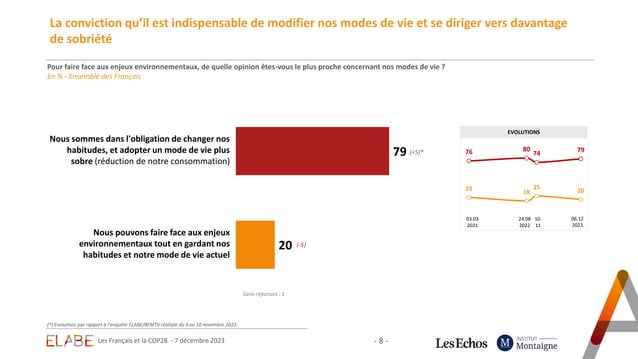 La conviction qu'il est indispensable de modifier nos modes de vie et se diriger vers davantage
de sobriété
Pour faire face aux enjeux environnementaux, de quelle opinion êtes-vous le plus proche concernant nos modes de vie ?
En % - Ensemble des Français
Nous sommes dans l'obligation de changer nos
habitudes, et adopter un mode de vie plus
sobre (réduction de notre consommation)
79 (+5)*
Nous pouvons faire face aux enjeux
environnementaux tout en gardant nos
habitudes et notre mode de vie actuel
20 (-5)
Sans-réponses : 1
EVOLUTIONS
76 80 74 79
23 18 25 20
03.03 24.08 10. 06.12
2021 2022 11 2023
(*) Evolutions par rapport à l'enquête ELABE/BFMTV réalisée du 9 au 10 novembre 2022.
ELABE Les Français et la COP28 - 7 décembre 2023
- 8 -
Les Echos
M INSTITUT
Montaigne